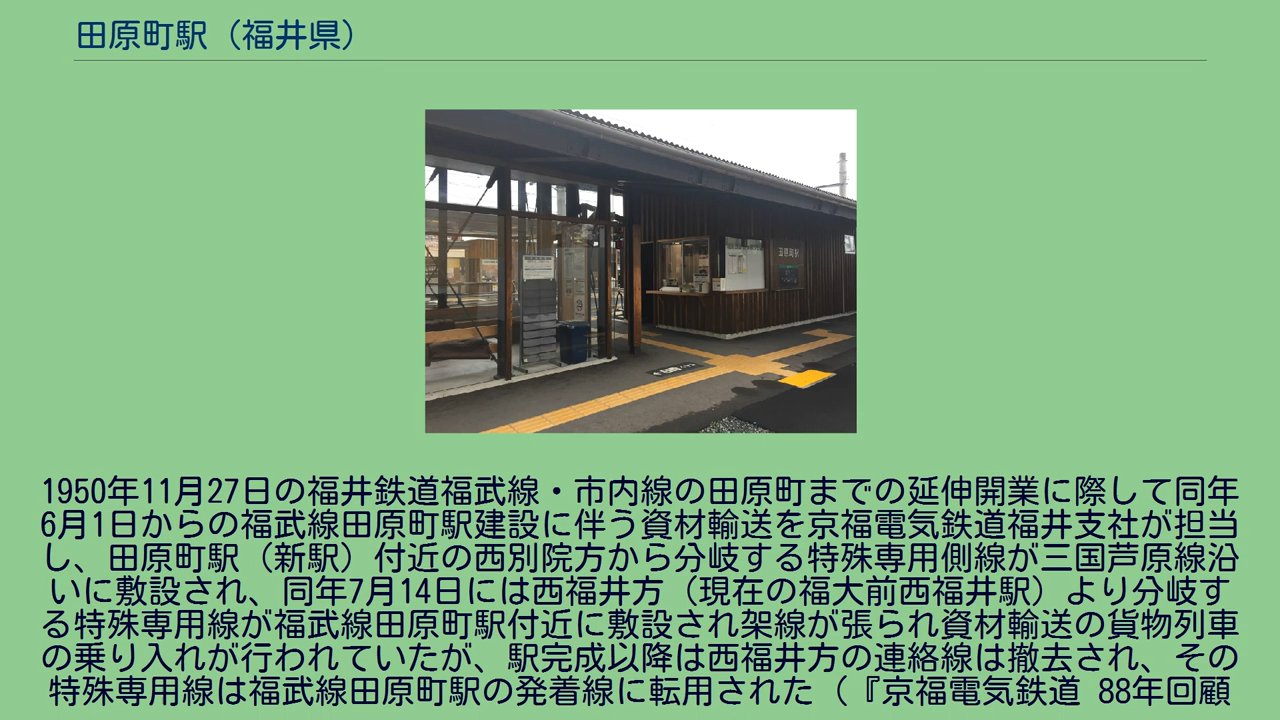 田原町駅（福井県）
田原町駅
1950年11月27日の福井鉄道福武線・市内線の田原町までの延伸開業に際して同年
6月1日からの福武線田原町駅建設に伴う資材輸送を京福電気鉄道福井支社が担当
し、田原町駅（新駅）付近の西別院方から分岐する特殊専用側線が三国芦原線沿
いに敷設され、同年7月14日には西福井方（現在の福大前西福井駅）より分岐す
る特殊専用線が福武線田原町駅付近に敷設され架線が張られ資材輸送の貨物列車
の乗り入れが行われていたが、駅完成以降は西福井方の連絡線は撤去され、その
特殊専用線は福武線田原町駅の発着線に転用された（『京福電気鉄道 88年回顧